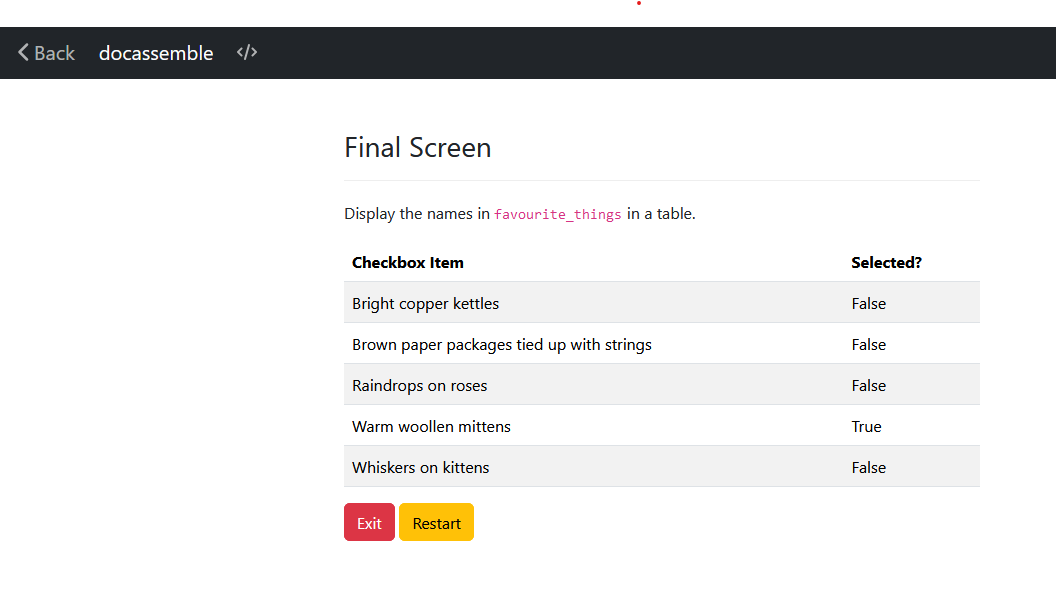 Back docassemble </>
Final Screen
Display the names in favourite_things in a table.
Checkbox Item Selected?
Bright copper kettles False
Brown paper packages tied up with strings False
Raindrops on roses False
Warm woollen mittens True
Whiskers on kittens False
Exit Restart